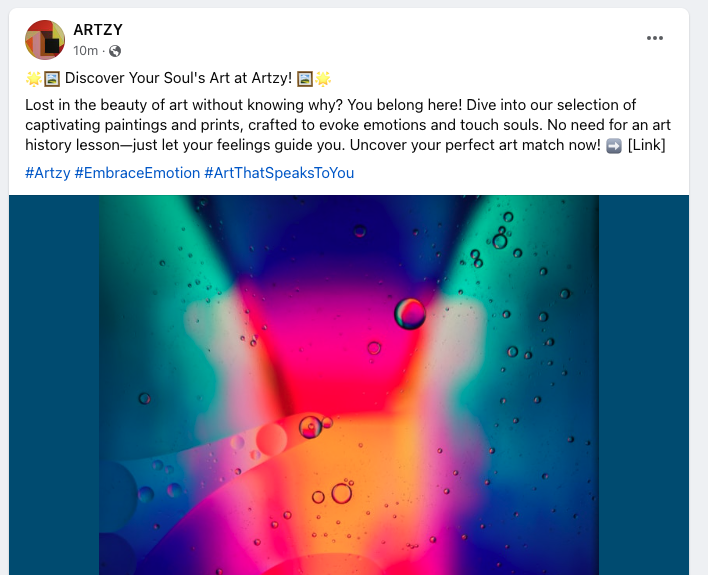 ARTZY
10m ·
🌟🖼️ Discover Your Soul's Art at Artzy! 🖼️🌟
Lost in the beauty of art without knowing why? You belong here! Dive into our selection of
captivating paintings and prints, crafted to evoke emotions and touch souls. No need for an art
history lesson—just let your feelings guide you. Uncover your perfect art match now! ➡️ [Link]
#Artzy #EmbraceEmotion #ArtThatSpeaksToYou